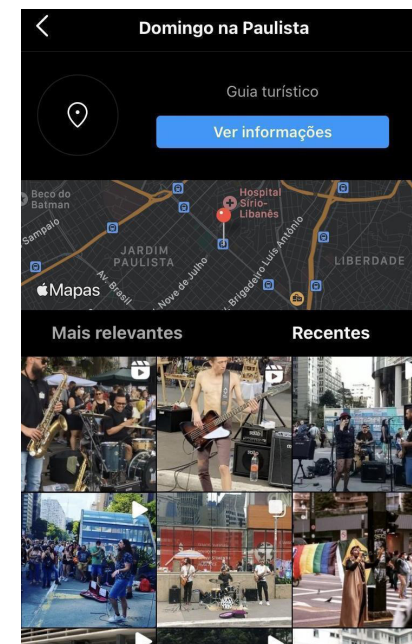 Domingo na Paulista
Guia turístico
Ver informações
Beco do
Batman
Hospital
Sírio-
Libanês
Sampaio
JARDIM
PAULISTA
LIBERDADE
Av. Brasil
Nove de Julho
Av. Brigadeiro Luís Antônio
Mapas
Mais relevantes
Recentes